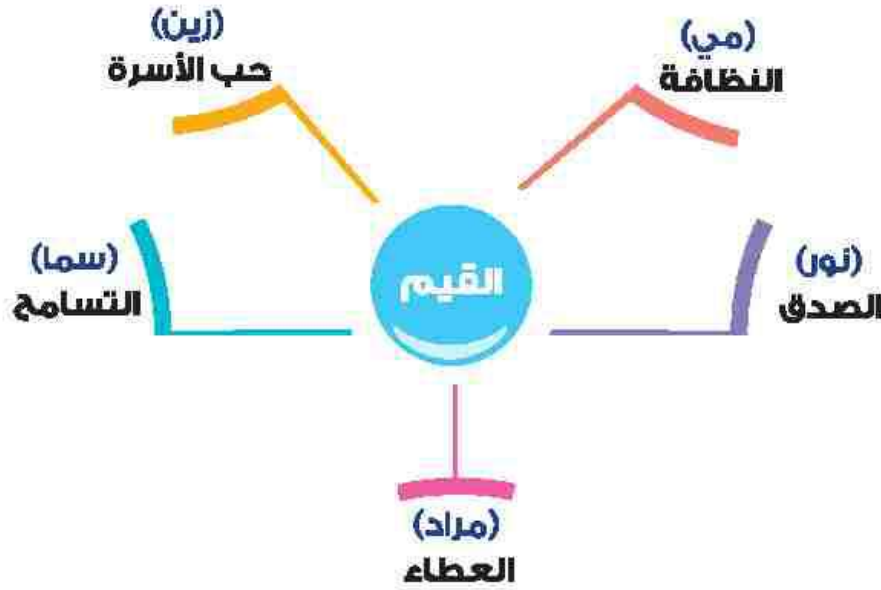 (زين)
حب الأسرة
(مي)
النظافة
(سما)
التسامح
القيم
(نور)
الصدق
(مراد)
العطاء